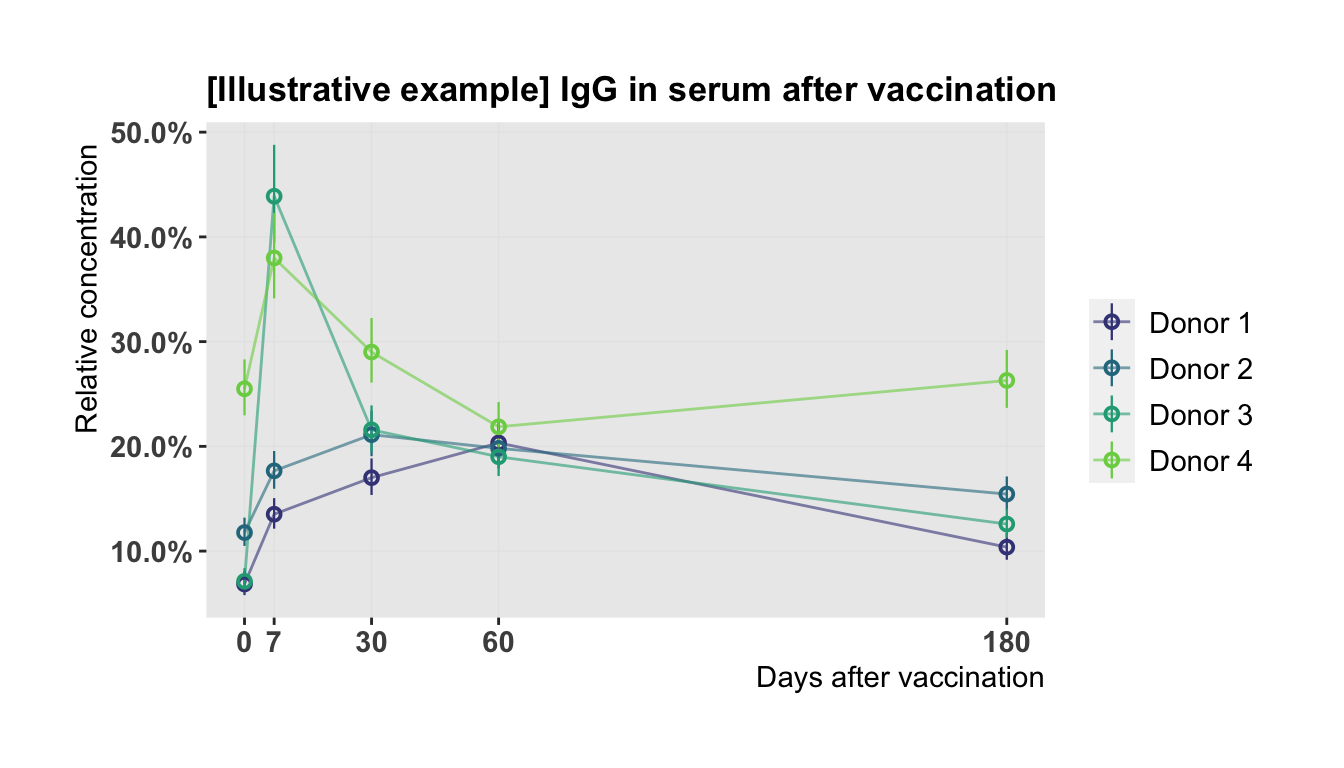 [Illustrative example] IgG in serum after vaccination
Relative concentration
50.0%
40.0%
30.0%
20.0%
10.0%
0 7 30 60 180
Days after vaccination
Donor 1
Donor 2
Donor 3
Donor 4